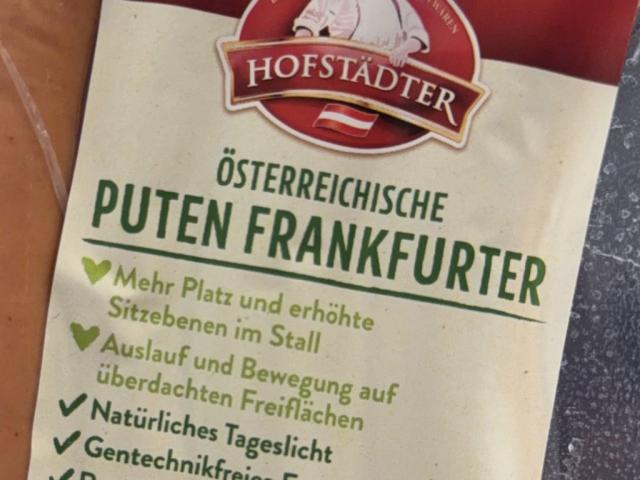 HOFSTÄDTER
ÖSTERREICHISCHE
PUTEN FRANKFURTER
Mehr Platz und erhöhte
Sitzebenen im Stall
Auslauf und Bewegung auf
überdachten Freiflächen
Natürliches Tageslicht